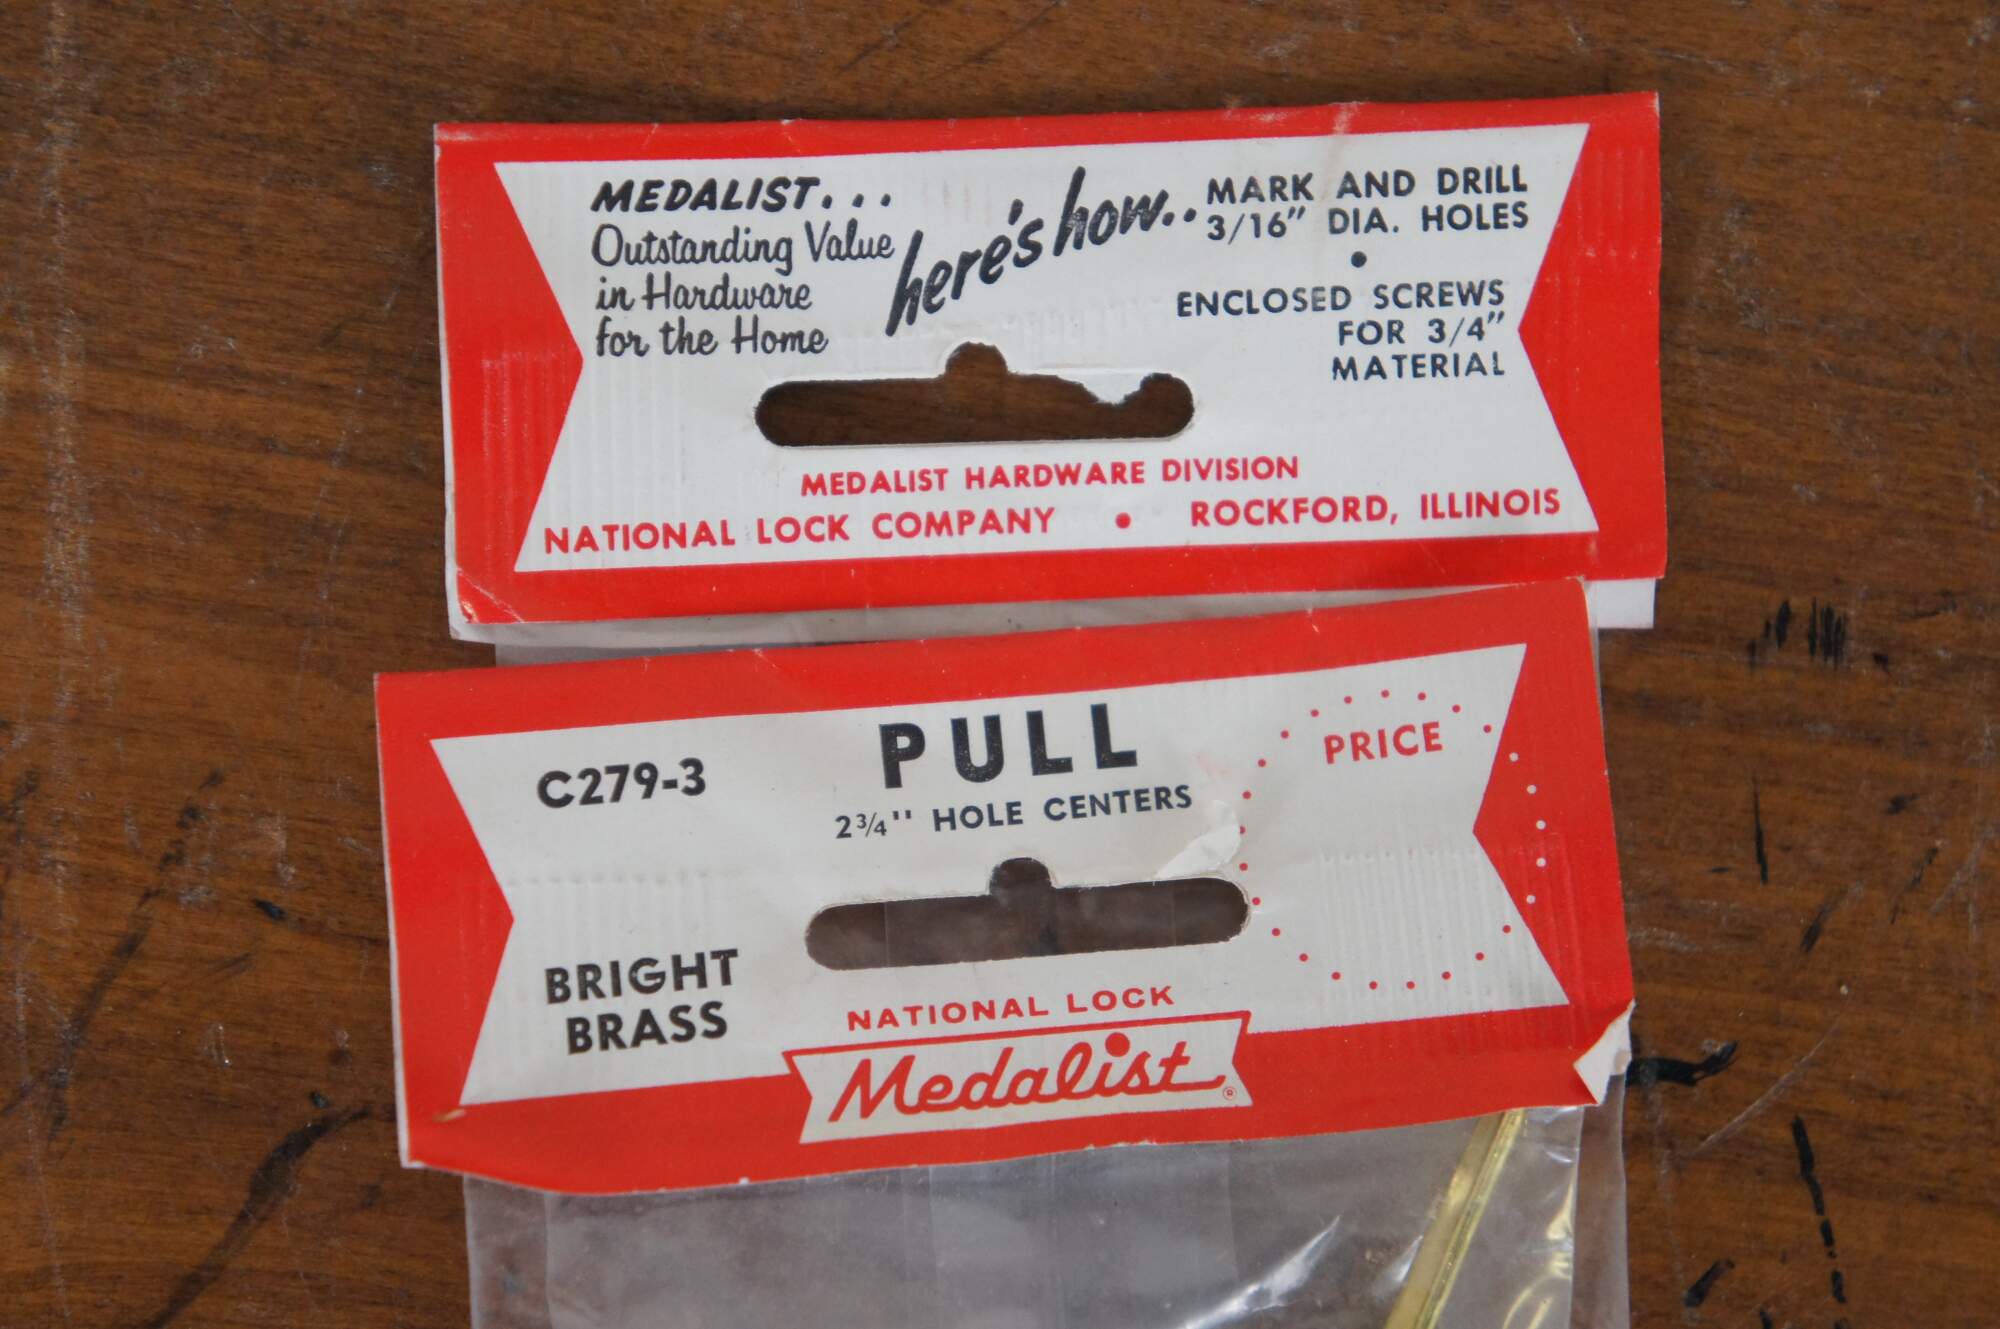 MEDALIST...
Outstanding Value
in Hardware
for the Home
here's how..
MARK AND DRILL
3/16" DIA. HOLES
•
ENCLOSED SCREWS
FOR 3/4"
MATERIAL
MEDALIST HARDWARE DIVISION
NATIONAL LOCK COMPANY • ROCKFORD, ILLINOIS
C279-3
PULL
2 3/4" HOLE CENTERS
PRICE
BRIGHT
BRASS
NATIONAL LOCK
Medalist ®